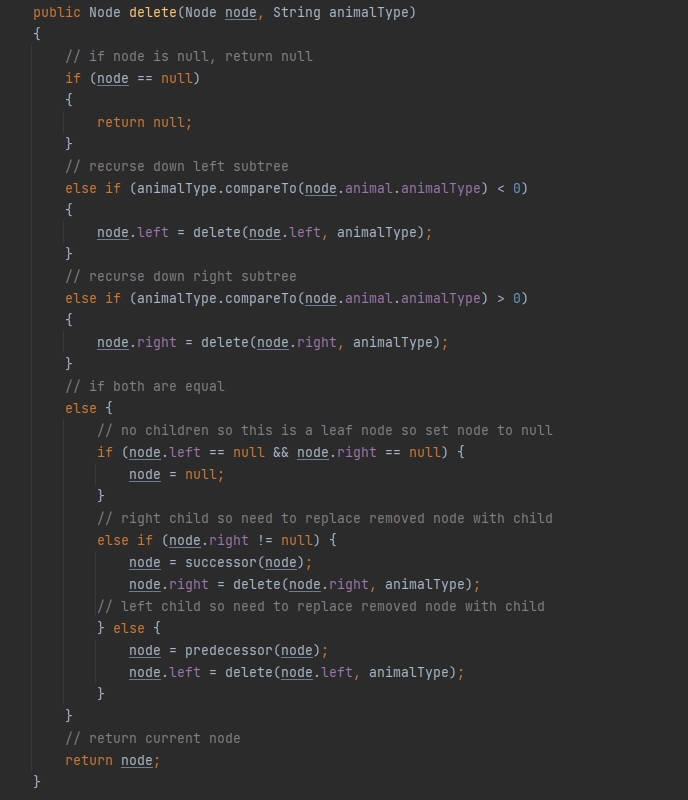 public Node delete(Node node, String animalType)
{
// if node is null, return null
if (node == null)
{
return null;
}
// recurse down left subtree
else if (animalType.compareTo(node.animal.animalType) < 0)
{
node.left = delete(node.left, animalType);
}
// recurse down right subtree
else if (animalType.compareTo(node.animal.animalType) > 0)
{
node.right = delete(node.right, animalType);
}
// if both are equal
else {
// no children so this is a leaf node so set node to null
if (node.left == null && node.right == null) {
node = null;
}
// right child so need to replace removed node with child
else if (node.right != null) {
node = successor(node);
node.right = delete(node.right, animalType);
// left child so need to replace removed node with child
} else {
node = predecessor(node);
node.left = delete(node.left, animalType);
}
}
// return current node
return node;
}